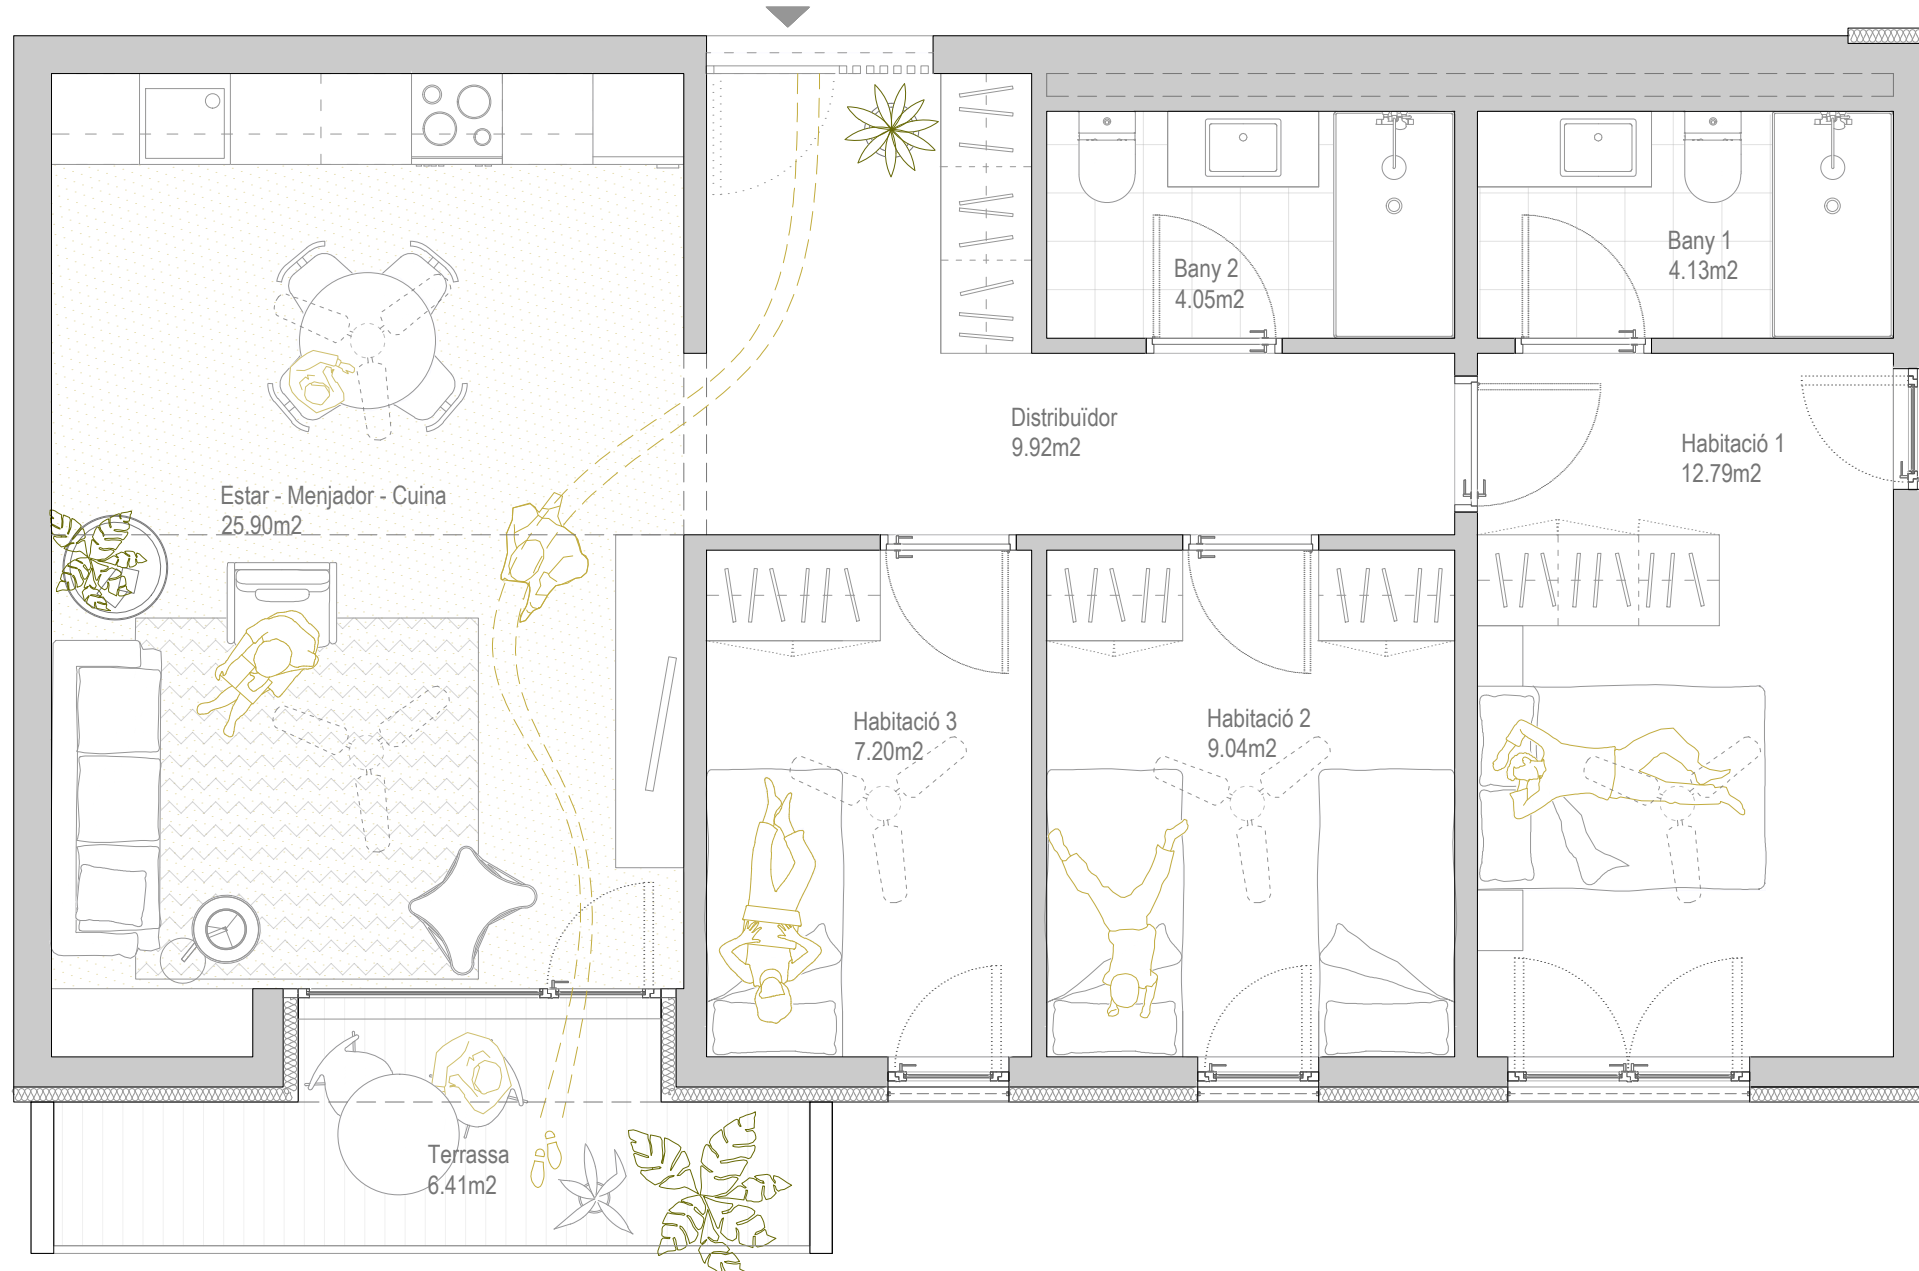 Bany 1
4.13m2
Bany 2
4.05m2
Distribuïdor
9.92m2
Habitació 1
12.79m2
Estar - Menjador - Cuina
25.90m2
Habitació 3
7.20m2
Habitació 2
9.04m2
Terrassa
6.41m2